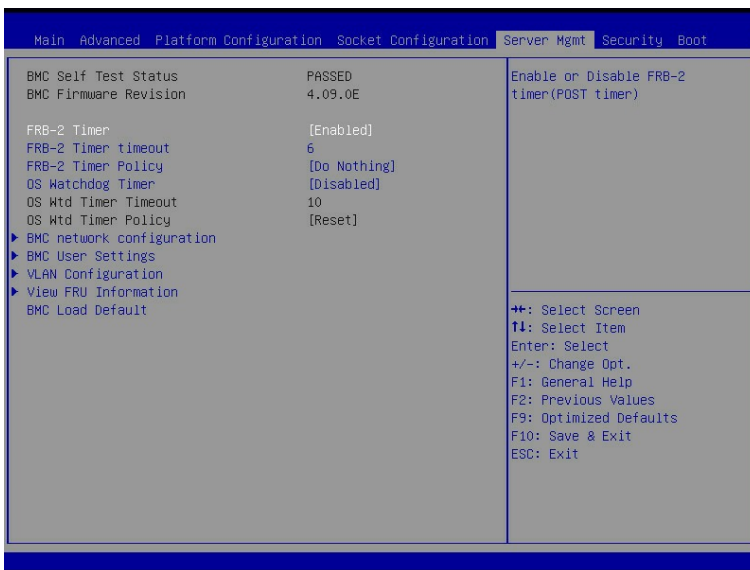 Main Advanced Platform Configuration Socket Configuration Server Mgmt Security Boot
BMC Self Test Status PASSED
BMC Firmware Revision 4.09.0E
FRB-2 Timer [Enabled]
FRB-2 Timer timeout 6
FRB-2 Timer Policy [Do Nothing]
OS Watchdog Timer [Disabled]
OS Wtd Timer Timeout 10
OS Wtd Timer Policy [Reset]
BMC network configuration
BMC User Settings
VLAN Configuration
View FRU Information
BMC Load Default
Enable or Disable FRB-2
timer(POST timer)
→←: Select Screen
↑↓: Select Item
Enter: Select
+/-: Change Opt.
F1: General Help
F2: Previous Values
F9: Optimized Defaults
F10: Save & Exit
ESC: Exit